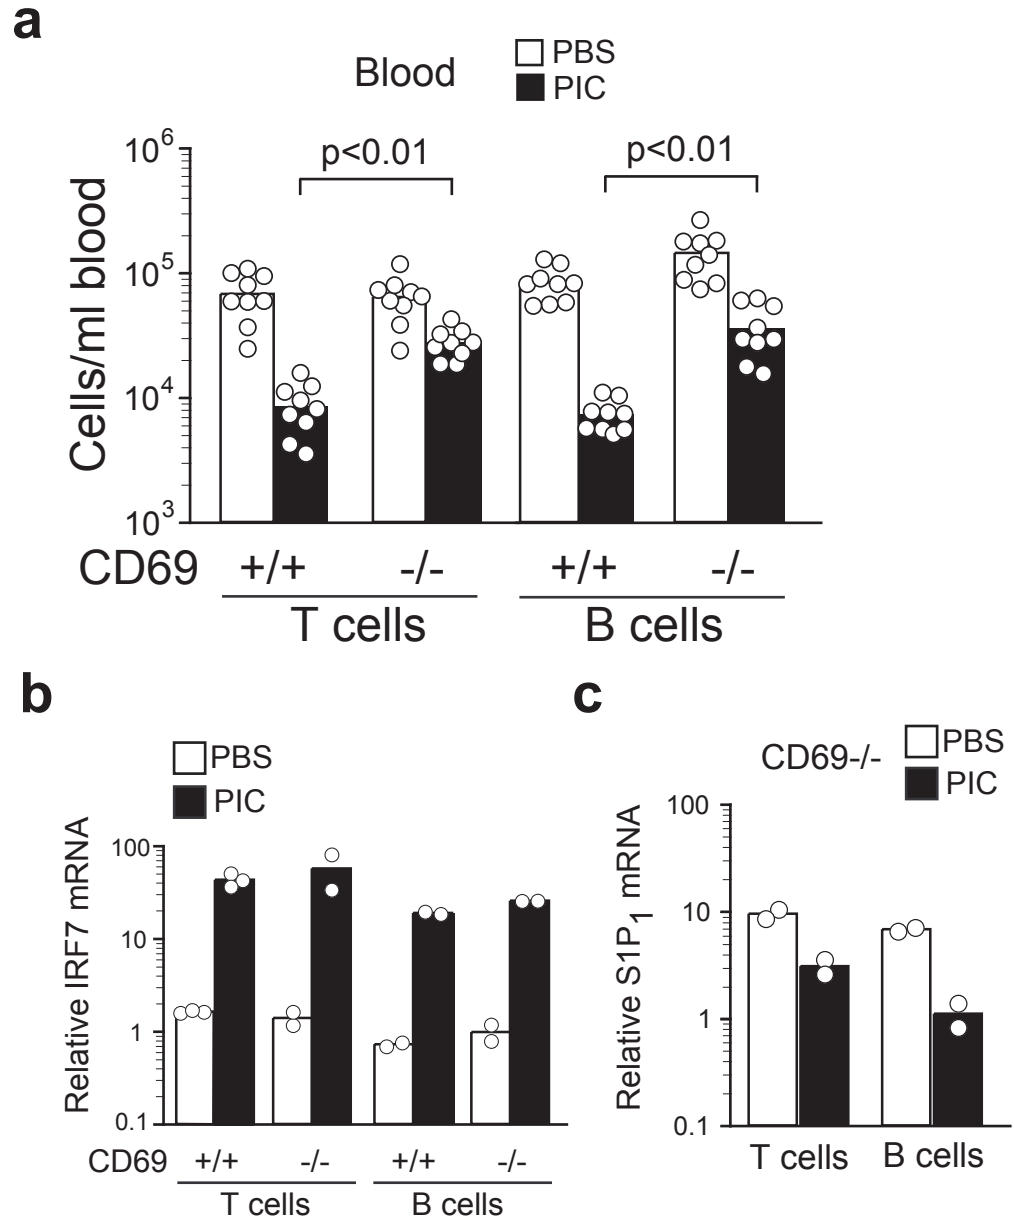 a
Blood
PBS
PIC
p<0.01
p<0.01
Cells/ml blood
10^6
10^5
10^4
10^3
CD69 +/+ -/- +/+ -/-
T cells B cells
b
PBS
PIC
Relative IRF7 mRNA
100
10
1
0.1
CD69 +/+ -/- +/+ -/-
T cells B cells
c
CD69-/-
PBS
PIC
Relative S1P1 mRNA
100
10
1
0.1
T cells B cells